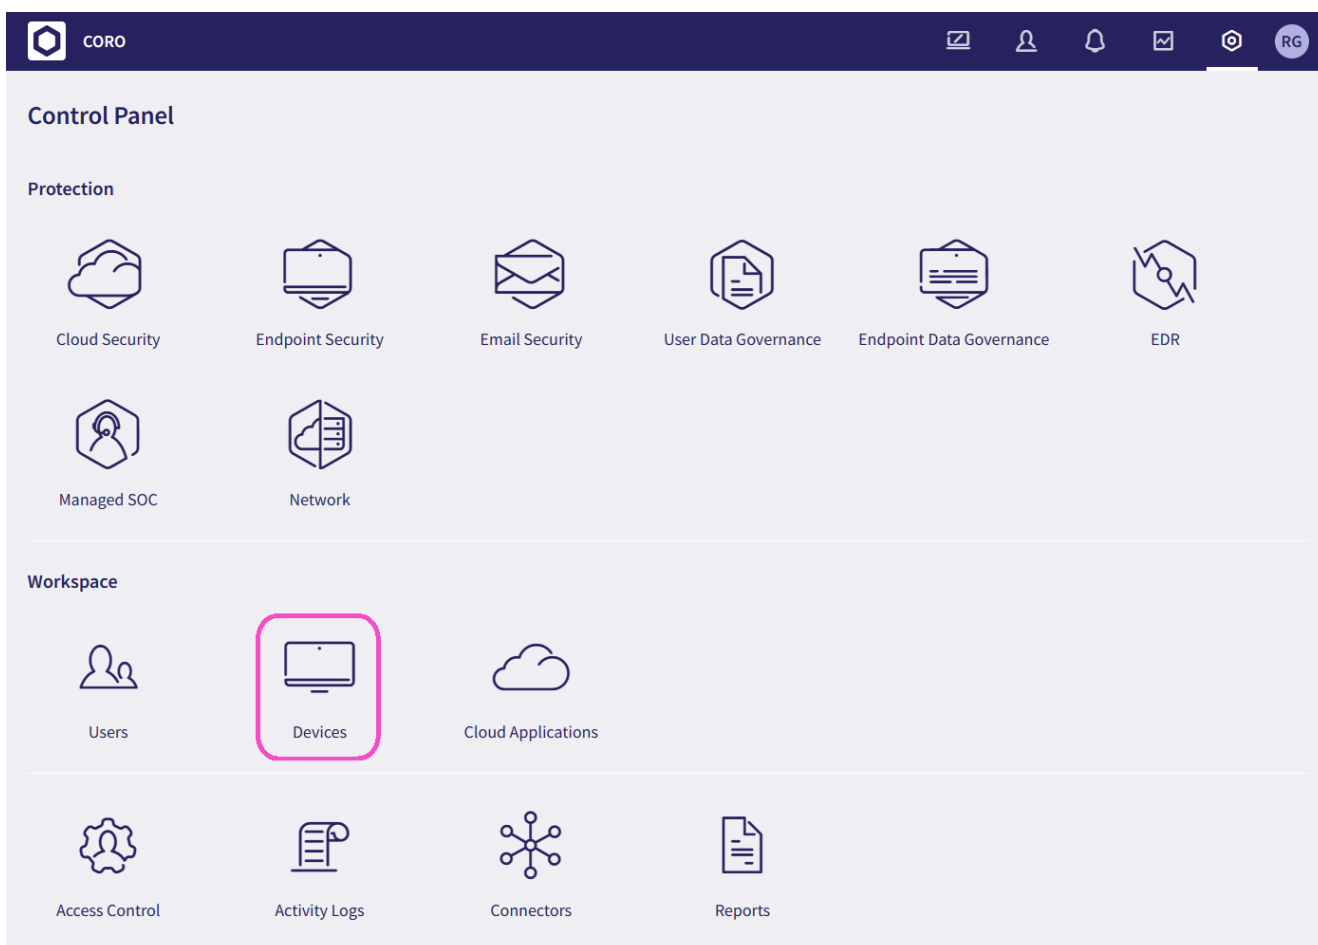 CORO
RG
Control Panel
Protection
Cloud Security
Endpoint Security
Email Security
User Data Governance
Endpoint Data Governance
EDR
Managed SOC
Network
Workspace
Users
Devices
Cloud Applications
Access Control
Activity Logs
Connectors
Reports